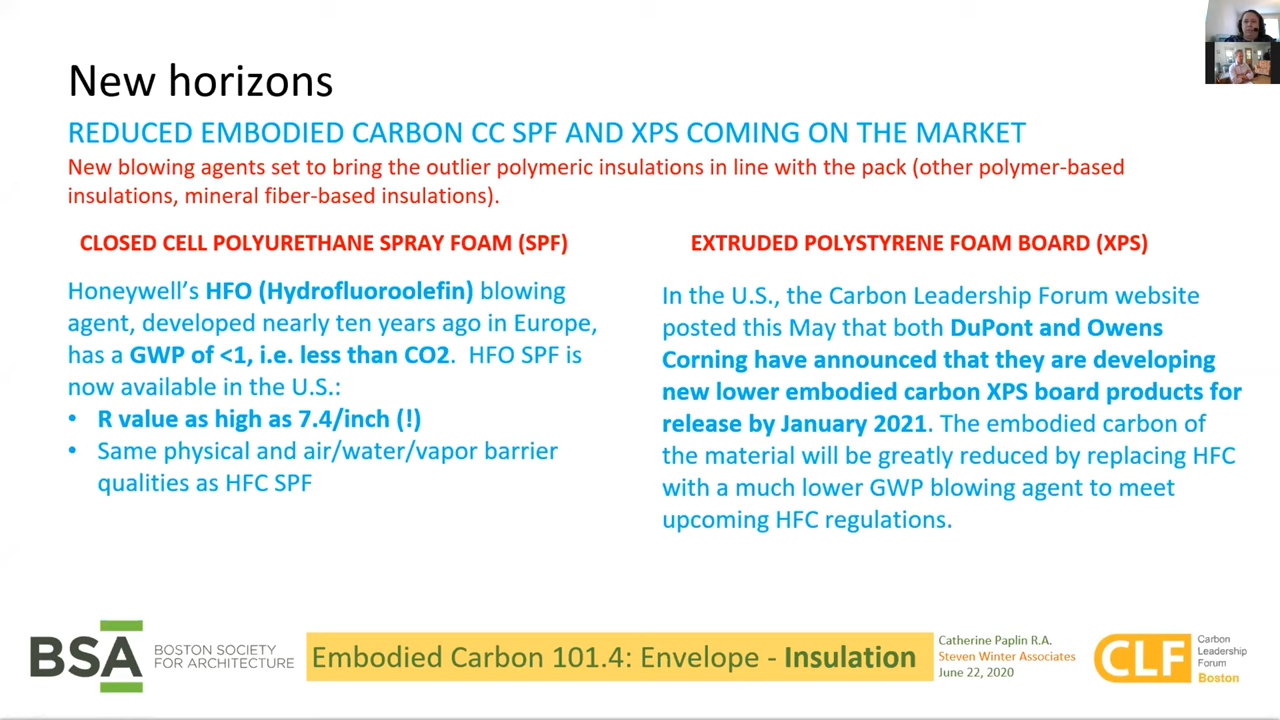 New horizons
REDUCED EMBODIED CARBON CC SPF AND XPS COMING ON THE MARKET
New blowing agents set to bring the outlier polymeric insulations in line with the pack (other polymer-based
insulations, mineral fiber-based insulations).
CLOSED CELL POLYURETHANE SPRAY FOAM (SPF)
Honeywell’s HFO (Hydrofluoroolefin) blowing
agent, developed nearly ten years ago in Europe,
has a GWP of <1, i.e. less than CO2. HFO SPF is
now available in the U.S.:
• R value as high as 7.4/inch (!)
• Same physical and air/water/vapor barrier
qualities as HFC SPF
EXTRUDED POLYSTYRENE FOAM BOARD (XPS)
In the U.S., the Carbon Leadership Forum website
posted this May that both DuPont and Owens
Corning have announced that they are developing
new lower embodied carbon XPS board products for
release by January 2021. The embodied carbon of
the material will be greatly reduced by replacing HFC
with a much lower GWP blowing agent to meet
upcoming HFC regulations.
BSA
BOSTON SOCIETY
FOR ARCHITECTURE
Embodied Carbon 101.4: Envelope - Insulation
Catherine Paplin R.A.
Steven Winter Associates
June 22, 2020
CLF
Carbon
Leadership
Forum
Boston